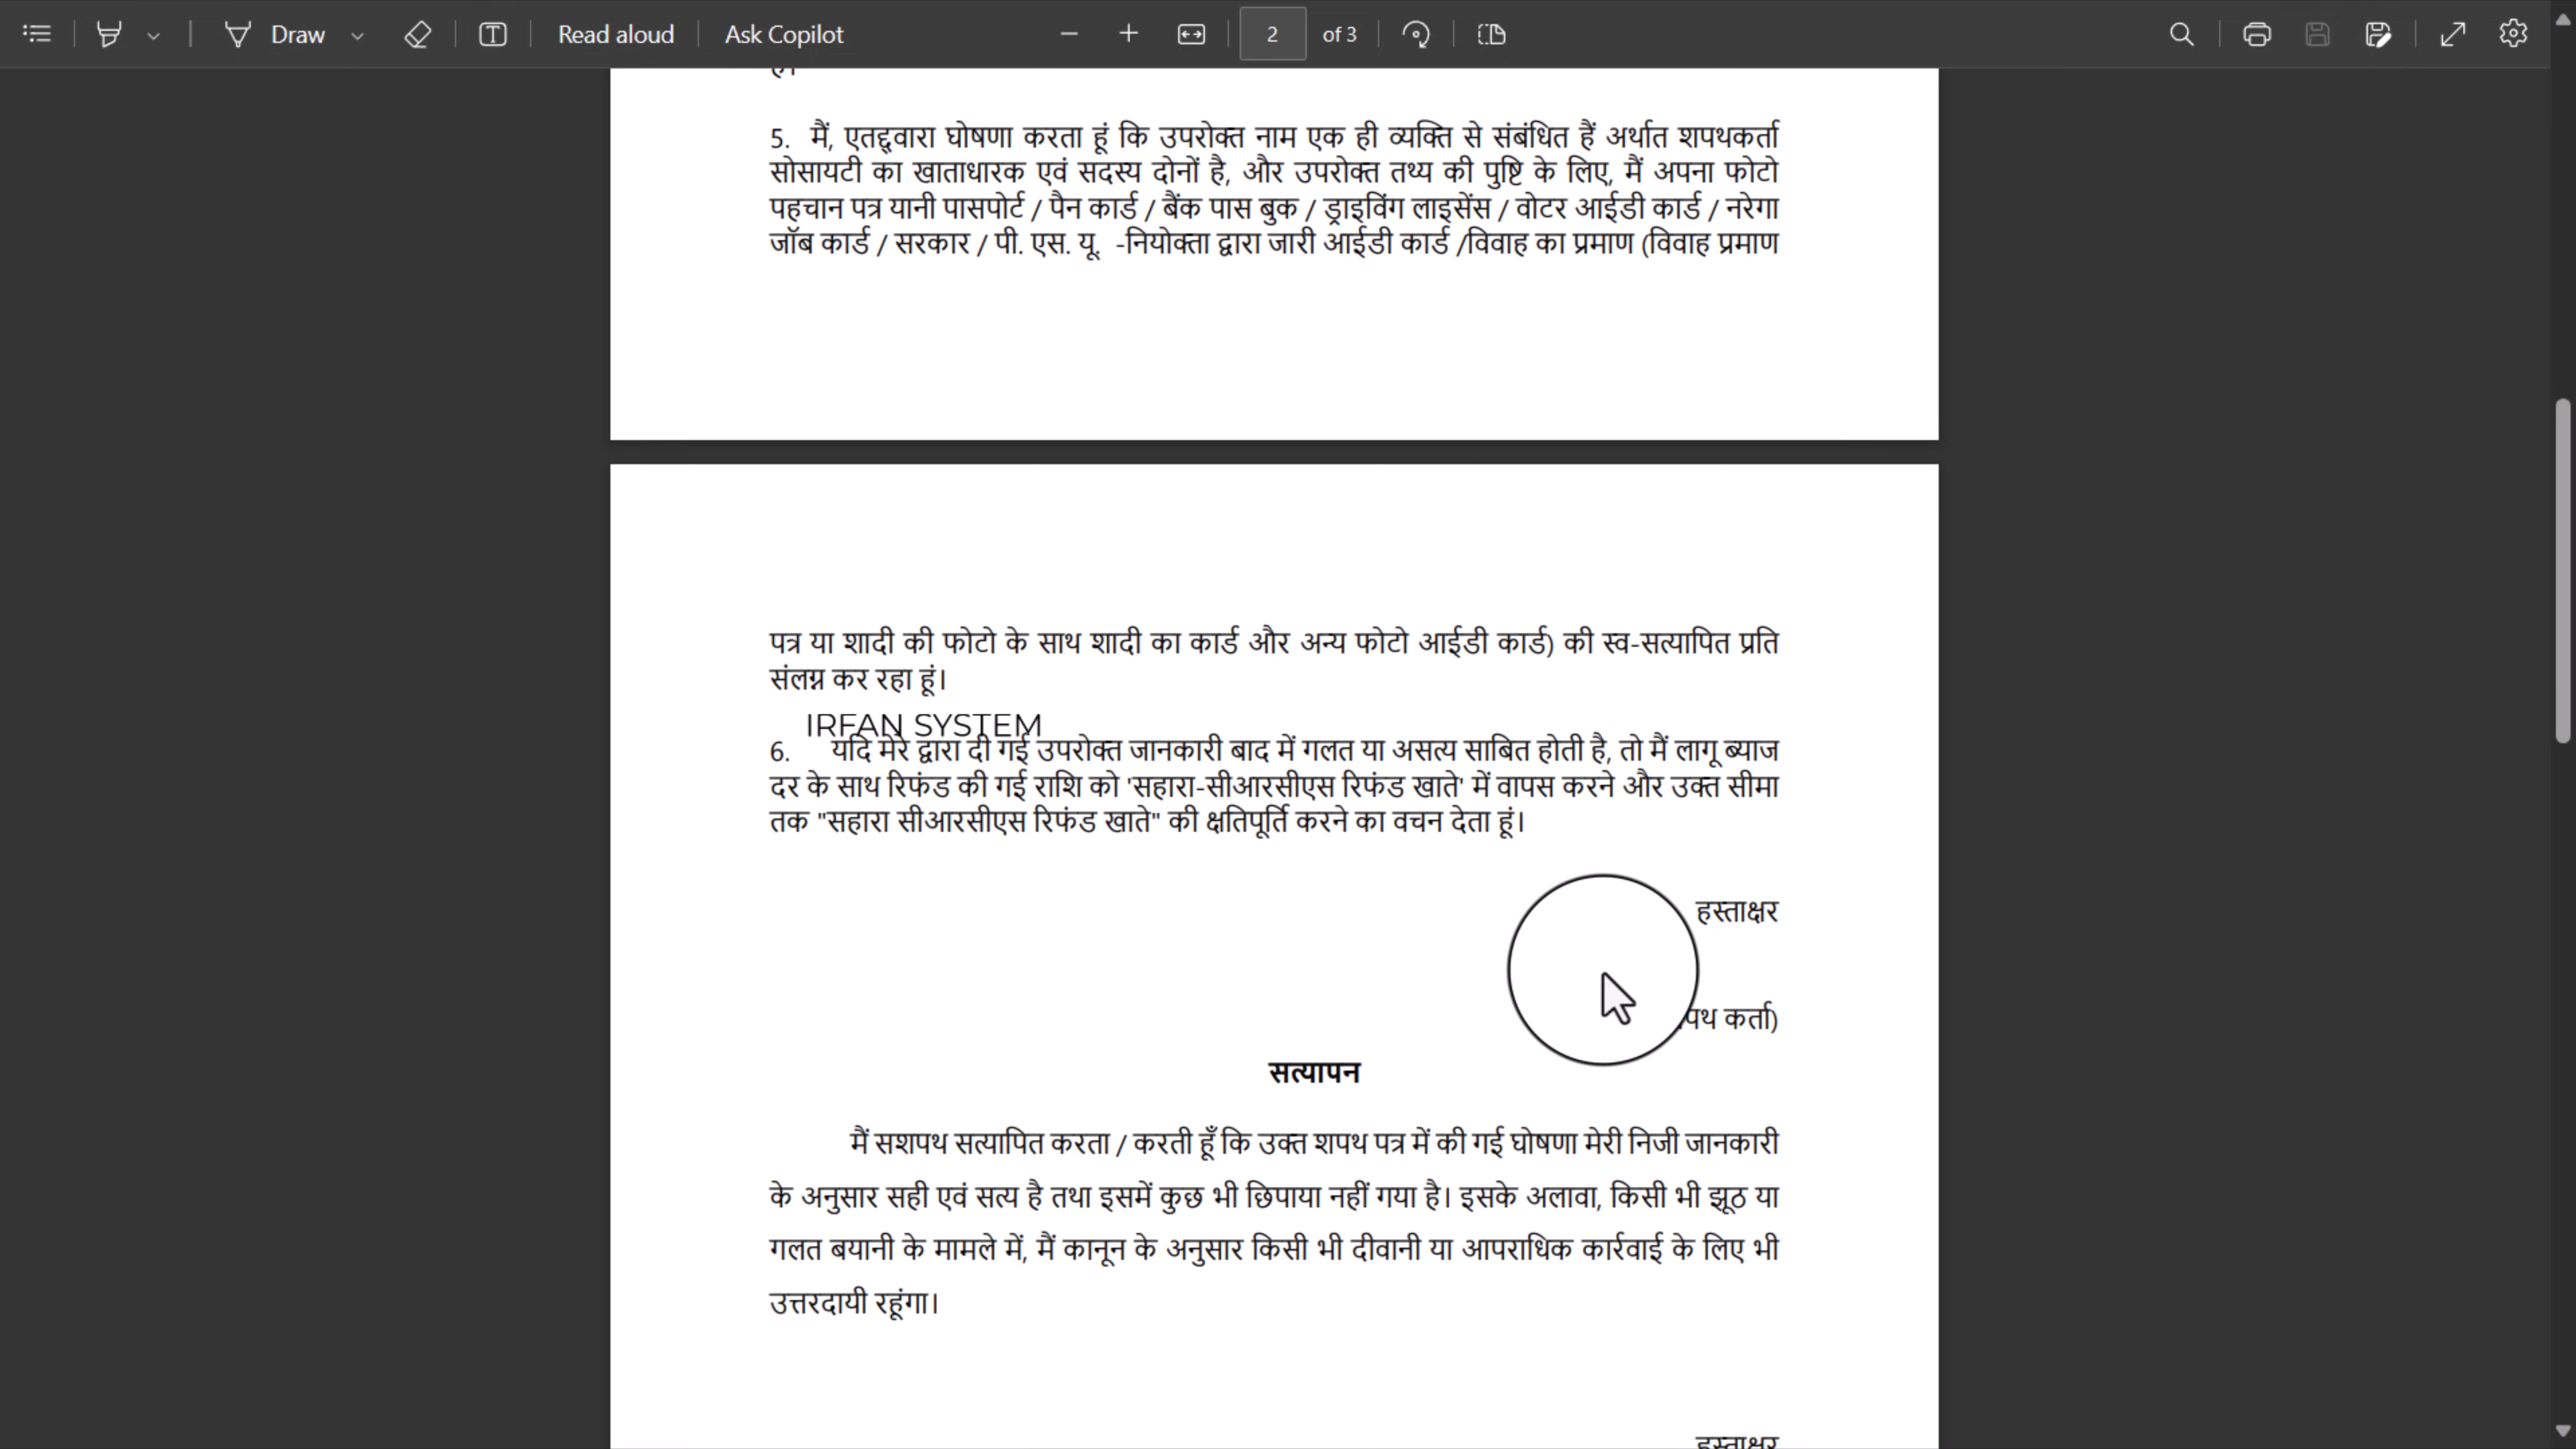 Draw
Read aloud
Ask Copilot
2 of 3
5. मैं, एतद्द्वारा घोषणा करता हूं कि उपरोक्त नाम एक ही व्यक्ति से संबंधित हैं अर्थात शपथकर्ता
सोसायटी का खाताधारक एवं सदस्य दोनों है, और उपरोक्त तथ्य की पुष्टि के लिए, मैं अपना फोटो
पहचान पत्र यानी पासपोर्ट / पैन कार्ड / बैंक पास बुक / ड्राइविंग लाइसेंस / वोटर आईडी कार्ड / नरेगा
जॉब कार्ड / सरकार / पी. एस. यू. -नियोक्ता द्वारा जारी आईडी कार्ड /विवाह का प्रमाण (विवाह प्रमाण
पत्र या शादी की फोटो के साथ शादी का कार्ड और अन्य फोटो आईडी कार्ड) की स्व-सत्यापित प्रति
संलग्न कर रहा हूं।
IRFAN SYSTEM
6. यदि मेरे द्वारा दी गई उपरोक्त जानकारी बाद में गलत या असत्य साबित होती है, तो मैं लागू ब्याज
दर के साथ रिफंड की गई राशि को 'सहारा-सीआरसीएस रिफंड खाते' में वापस करने और उक्त सीमा
तक "सहारा सीआरसीएस रिफंड खाते" की क्षतिपूर्ति करने का वचन देता हूं।
हस्ताक्षर
पथ कर्ता)
सत्यापन
मैं सशपथ सत्यापित करता / करती हूँ कि उक्त शपथ पत्र में की गई घोषणा मेरी निजी जानकारी
के अनुसार सही एवं सत्य है तथा इसमें कुछ भी छिपाया नहीं गया है। इसके अलावा, किसी भी झूठ या
गलत बयानी के मामले में, मैं कानून के अनुसार किसी भी दीवानी या आपराधिक कार्रवाई के लिए भी
उत्तरदायी रहूंगा।
हस्ताक्षर